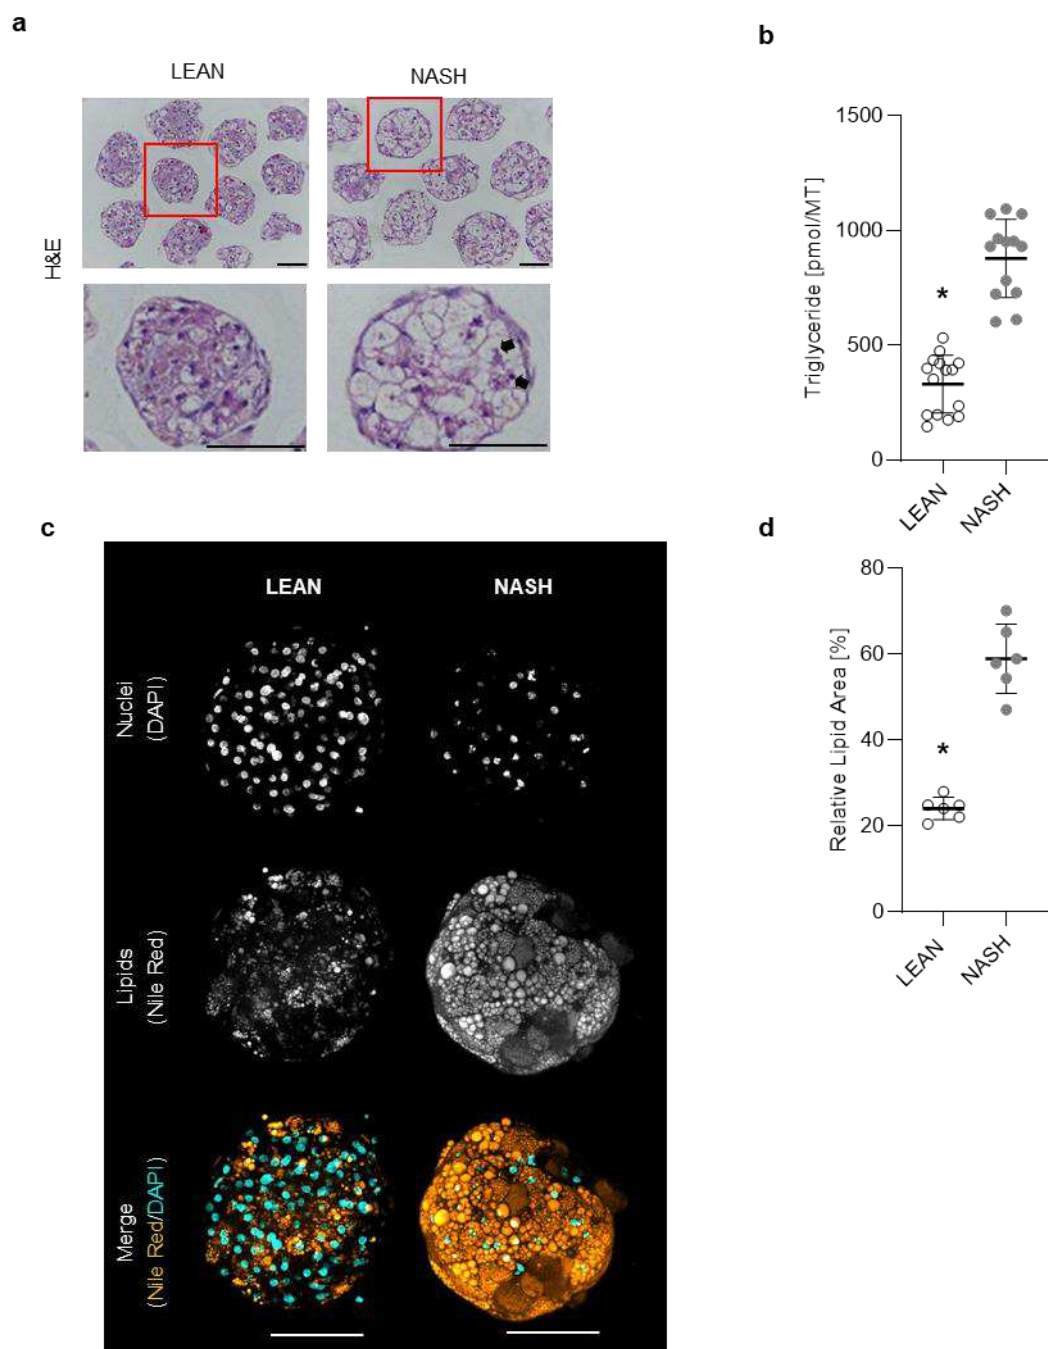 a
LEAN
NASH
H&E
b
Triglyceride [pmol/MT]
1500
1000
500
0
*
LEAN
NASH
c
LEAN
NASH
Nuclei
(DAPI)
Lipids
(Nile Red)
Merge
(Nile Red/DAPI)
d
Relative Lipid Area [%]
80
60
40
20
0
*
LEAN
NASH